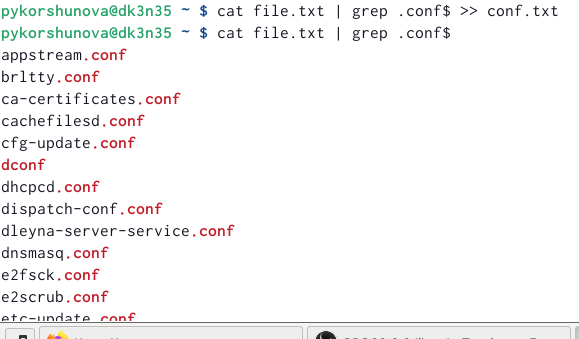 pykorshunova@dk3n35 ~ $ cat file.txt | grep .conf$ >> conf.txt
pykorshunova@dk3n35 ~ $ cat file.txt | grep .conf$
appstream.conf
brltty.conf
ca-certificates.conf
cachefilesd.conf
cfg-update.conf
dconf
dhcpcd.conf
dispatch-conf.conf
dleyna-server-service.conf
dnsmasq.conf
e2fsck.conf
e2scrub.conf
etc-update.conf